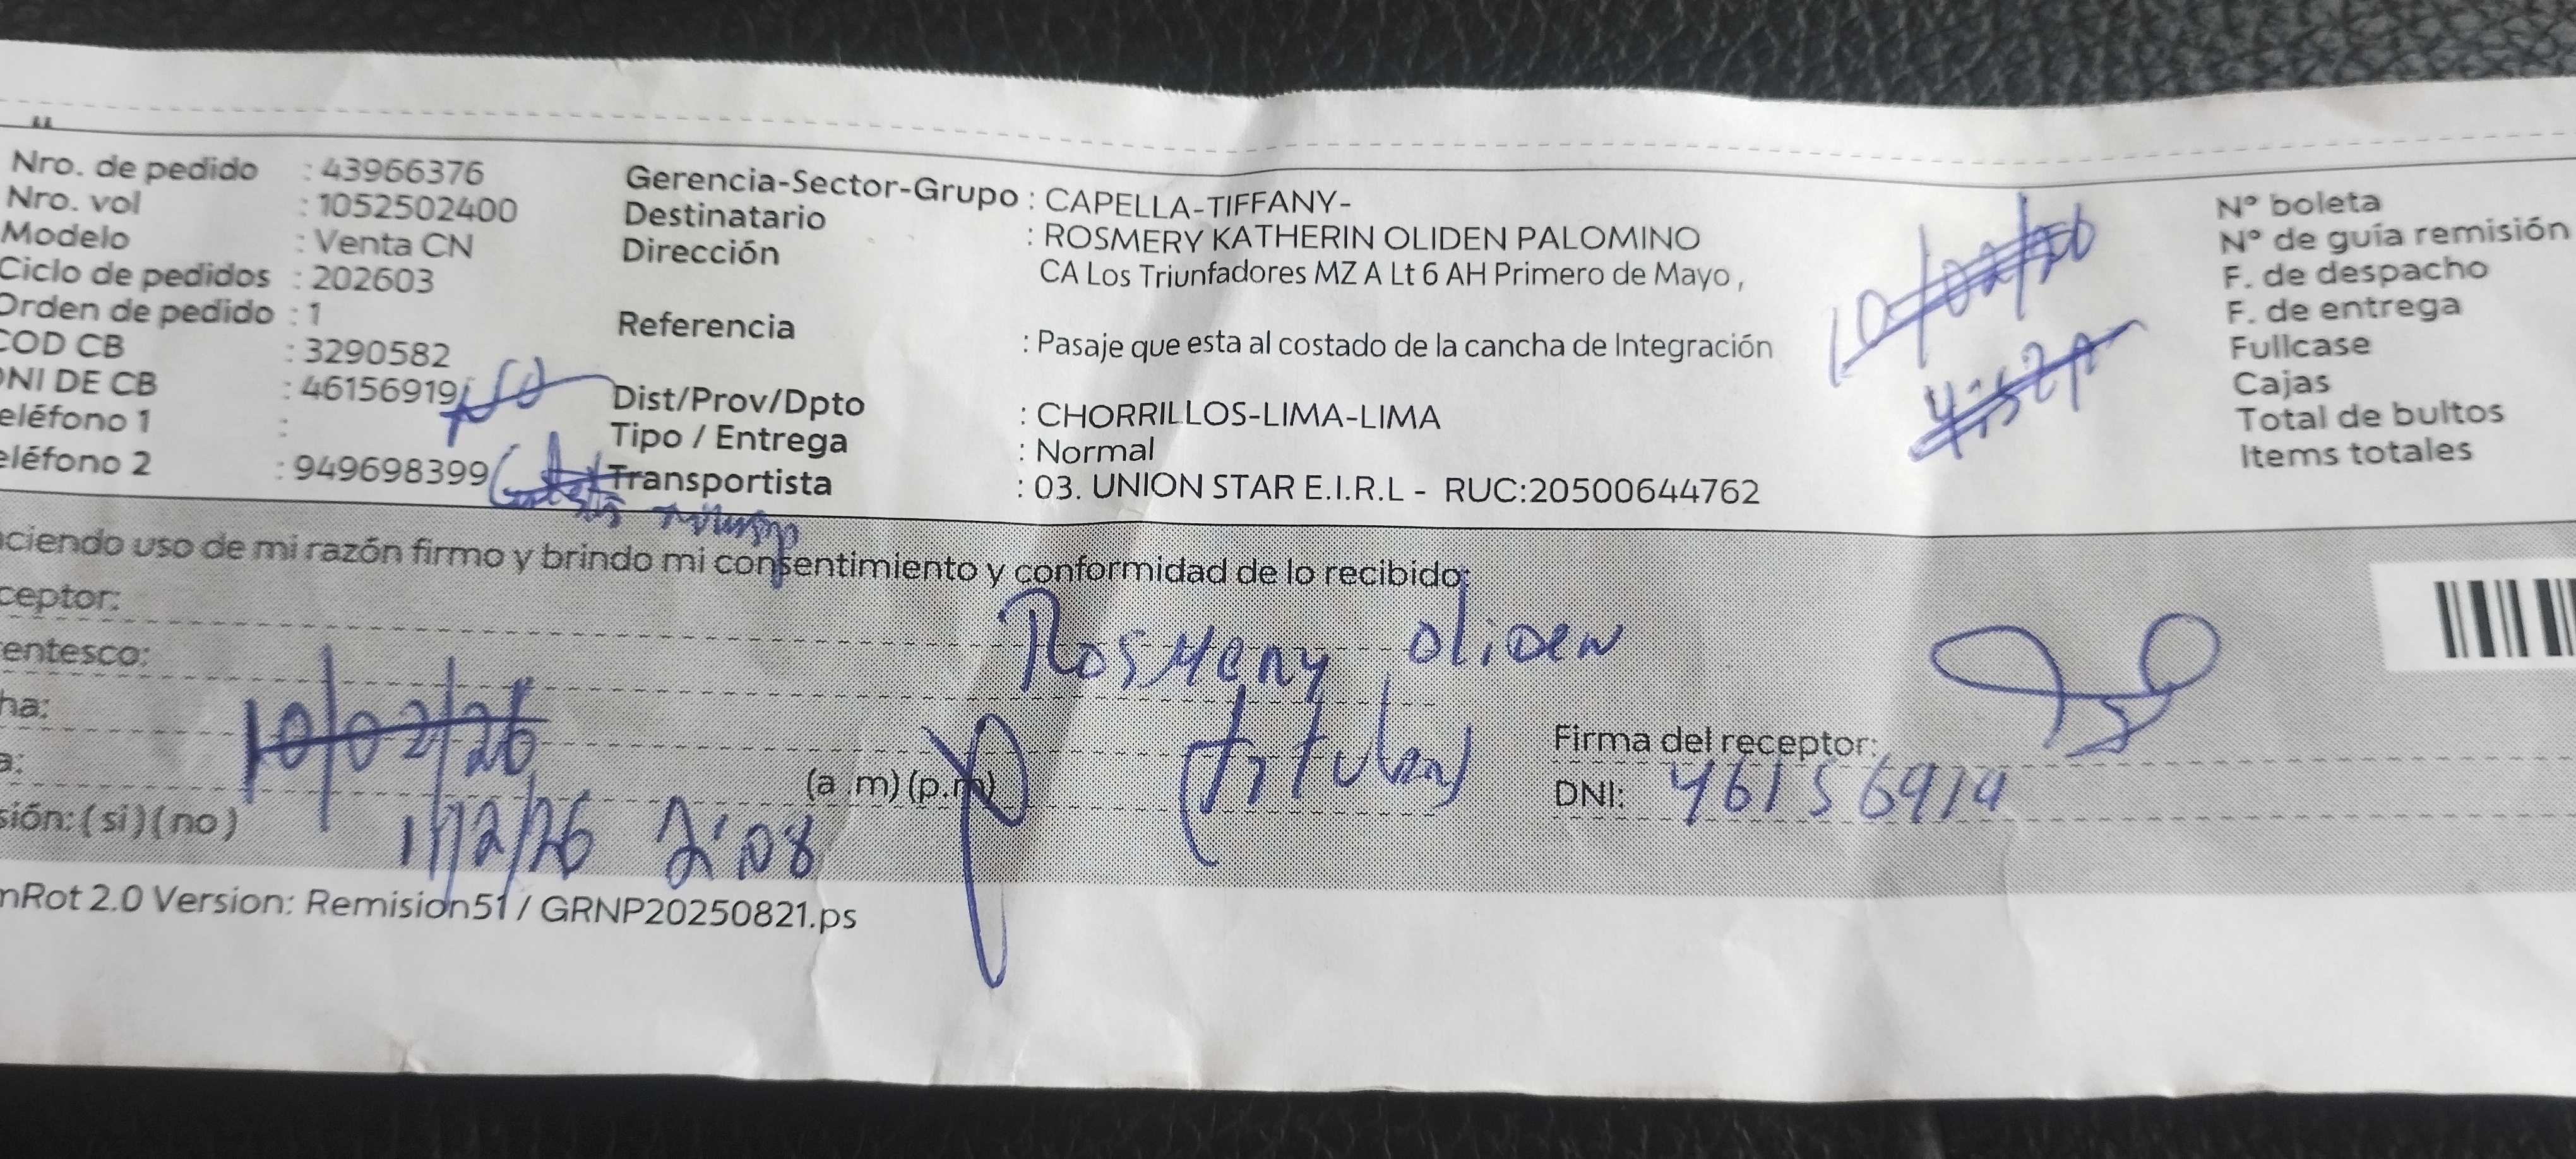 Nro. de pedido : 43966376
Nro. vol : 1052502400
Modelo : Venta CN
Ciclo de pedidos : 202603
Orden de pedido : 1
COD CB : 3290582
DNI DE CB : 46156919
eléfono 1 :
eléfono 2 : 949698399
Gerencia-Sector-Grupo : CAPELLA-TIFFANY-
Destinatario : ROSMERY KATHERIN OLIDEN PALOMINO
Dirección CA Los Triunfadores MZ A Lt 6 AH Primero de Mayo ,
Referencia : Pasaje que esta al costado de la cancha de Integración
Dist/Prov/Dpto : CHORRILLOS-LIMA-LIMA
Tipo / Entrega : Normal
Transportista : 03. UNION STAR E.I.R.L - RUC:20500644762
10/02/26
N° boleta
N° de guía remisión
F. de despacho
F. de entrega
Fullcase
Cajas
Total de bultos
Items totales
aciendo uso de mi razón firmo y brindo mi consentimiento y conformidad de lo recibido:
ceptor: Rosmery Oliden
entesco: (titular)
ha: 10/02/26
a: (a .m) (p.m)
Firma del receptor:
DNI: 46156919
sión: ( si ) ( no )
11/2/26 2:08
nRot 2.0 Version: Remision51 / GRNP20250821.ps